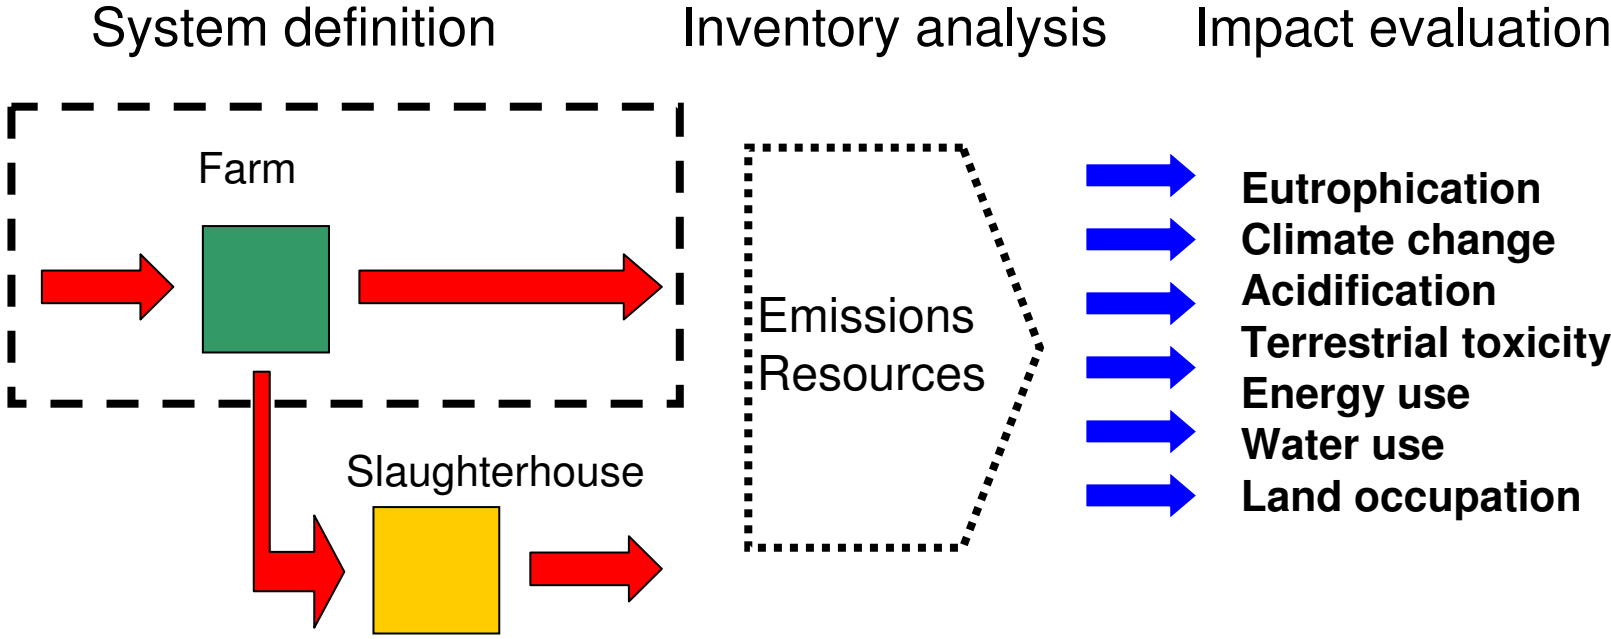 System definition
Inventory analysis
Impact evaluation
Farm
Slaughterhouse
Emissions
Resources
Eutrophication
Climate change
Acidification
Terrestrial toxicity
Energy use
Water use
Land occupation